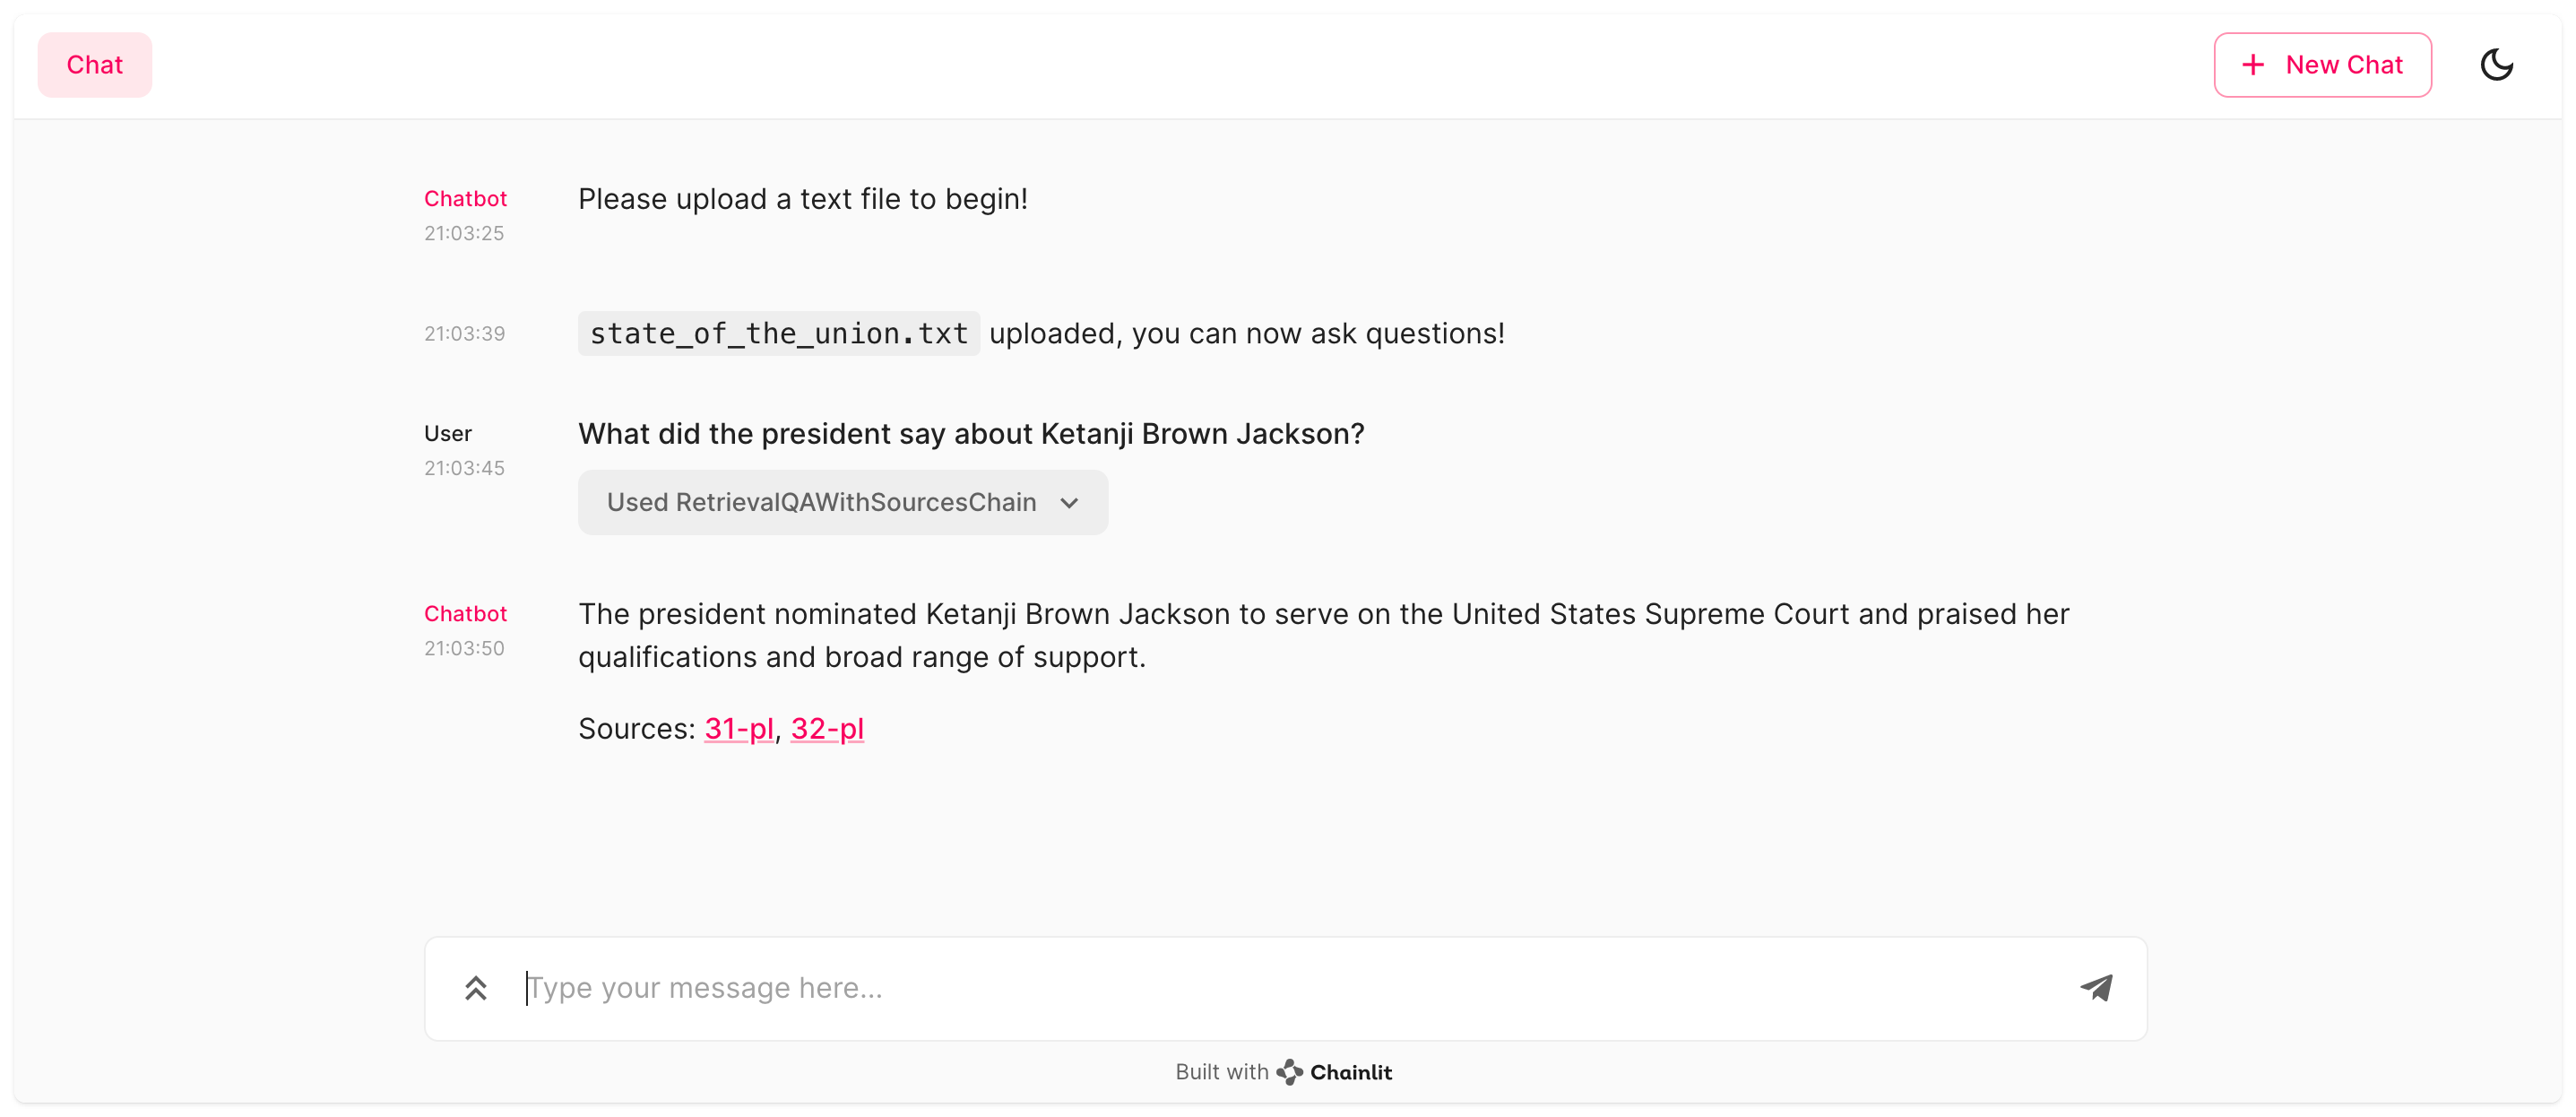 Chat
+ New Chat
Chatbot
Please upload a text file to begin!
21:03:25
21:03:39
state_of_the_union.txt uploaded, you can now ask questions!
User
What did the president say about Ketanji Brown Jackson?
21:03:45
Used RetrievalQAWithSourcesChain
Chatbot
The president nominated Ketanji Brown Jackson to serve on the United States Supreme Court and praised her
21:03:50
qualifications and broad range of support.
Sources: 31-pl, 32-pl
Type your message here...
Built with Chainlit